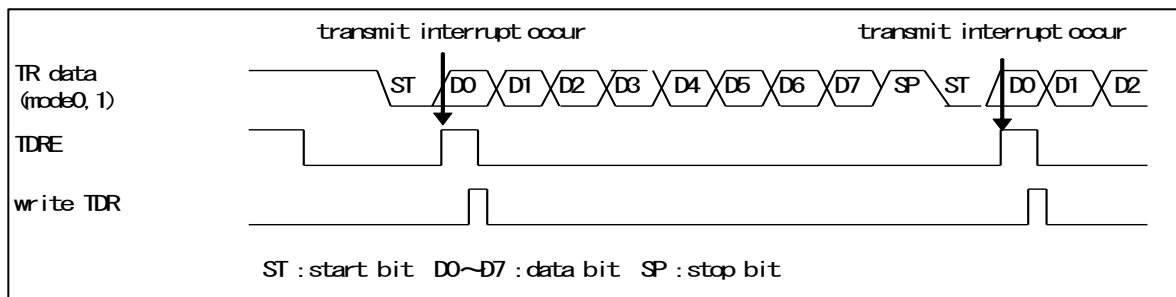 transmit interrupt occur transmit interrupt occur
TR data
(mode0, 1)
ST D0 D1 D2 D3 D4 D5 D6 D7 SP ST D0 D1 D2
TDRE
write TDR
ST : start bit D0~D7 : data bit SP : stop bit